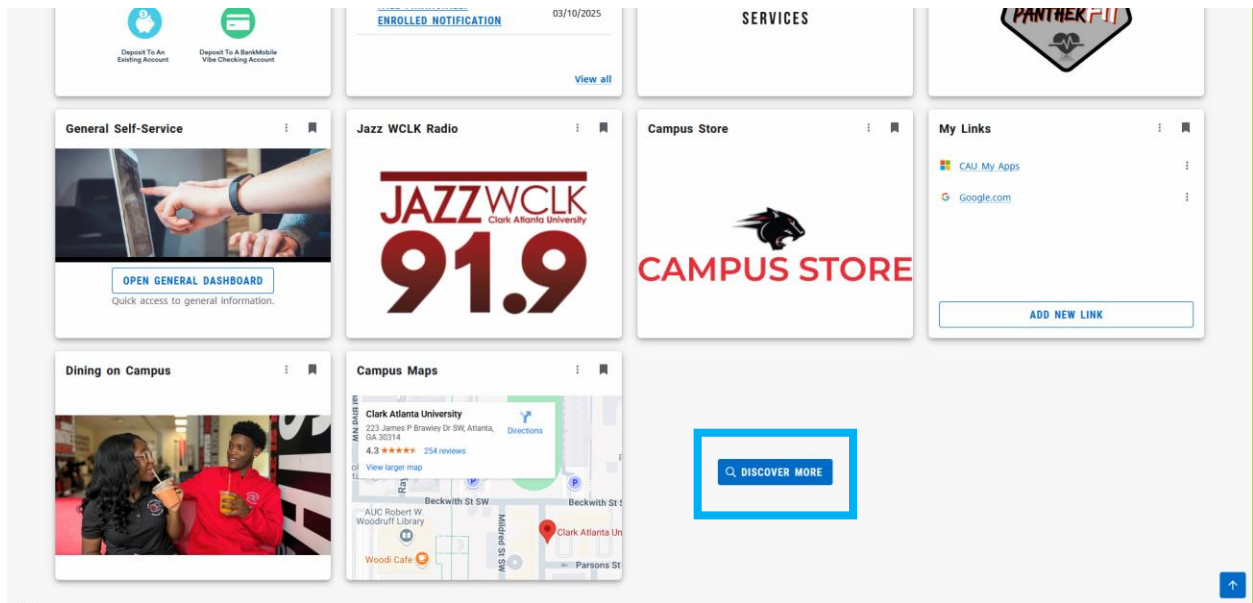 Deposit To An
Existing Account
Deposit To A BankMobile
Vibe Checking Account
ENROLLED NOTIFICATION
03/10/2025
View all
SERVICES
PANTHER FIT
General Self-Service
OPEN GENERAL DASHBOARD
Quick access to general information.
Jazz WCLK Radio
JAZZ WCLK
Clark Atlanta University
91.9
Campus Store
CAMPUS STORE
My Links
CAU My Apps
Google.com
ADD NEW LINK
Dining on Campus
Campus Maps
Clark Atlanta University
223 James P Brawley Dr SW, Atlanta,
GA 30314
4.3 254 reviews
View larger map
Directions
Beckwith St SW
Beckwith St
AUC Robert W.
Woodruff Library
Mildred St SW
Clark Atlanta Un
Woodi Cafe
Parsons St
DISCOVER MORE